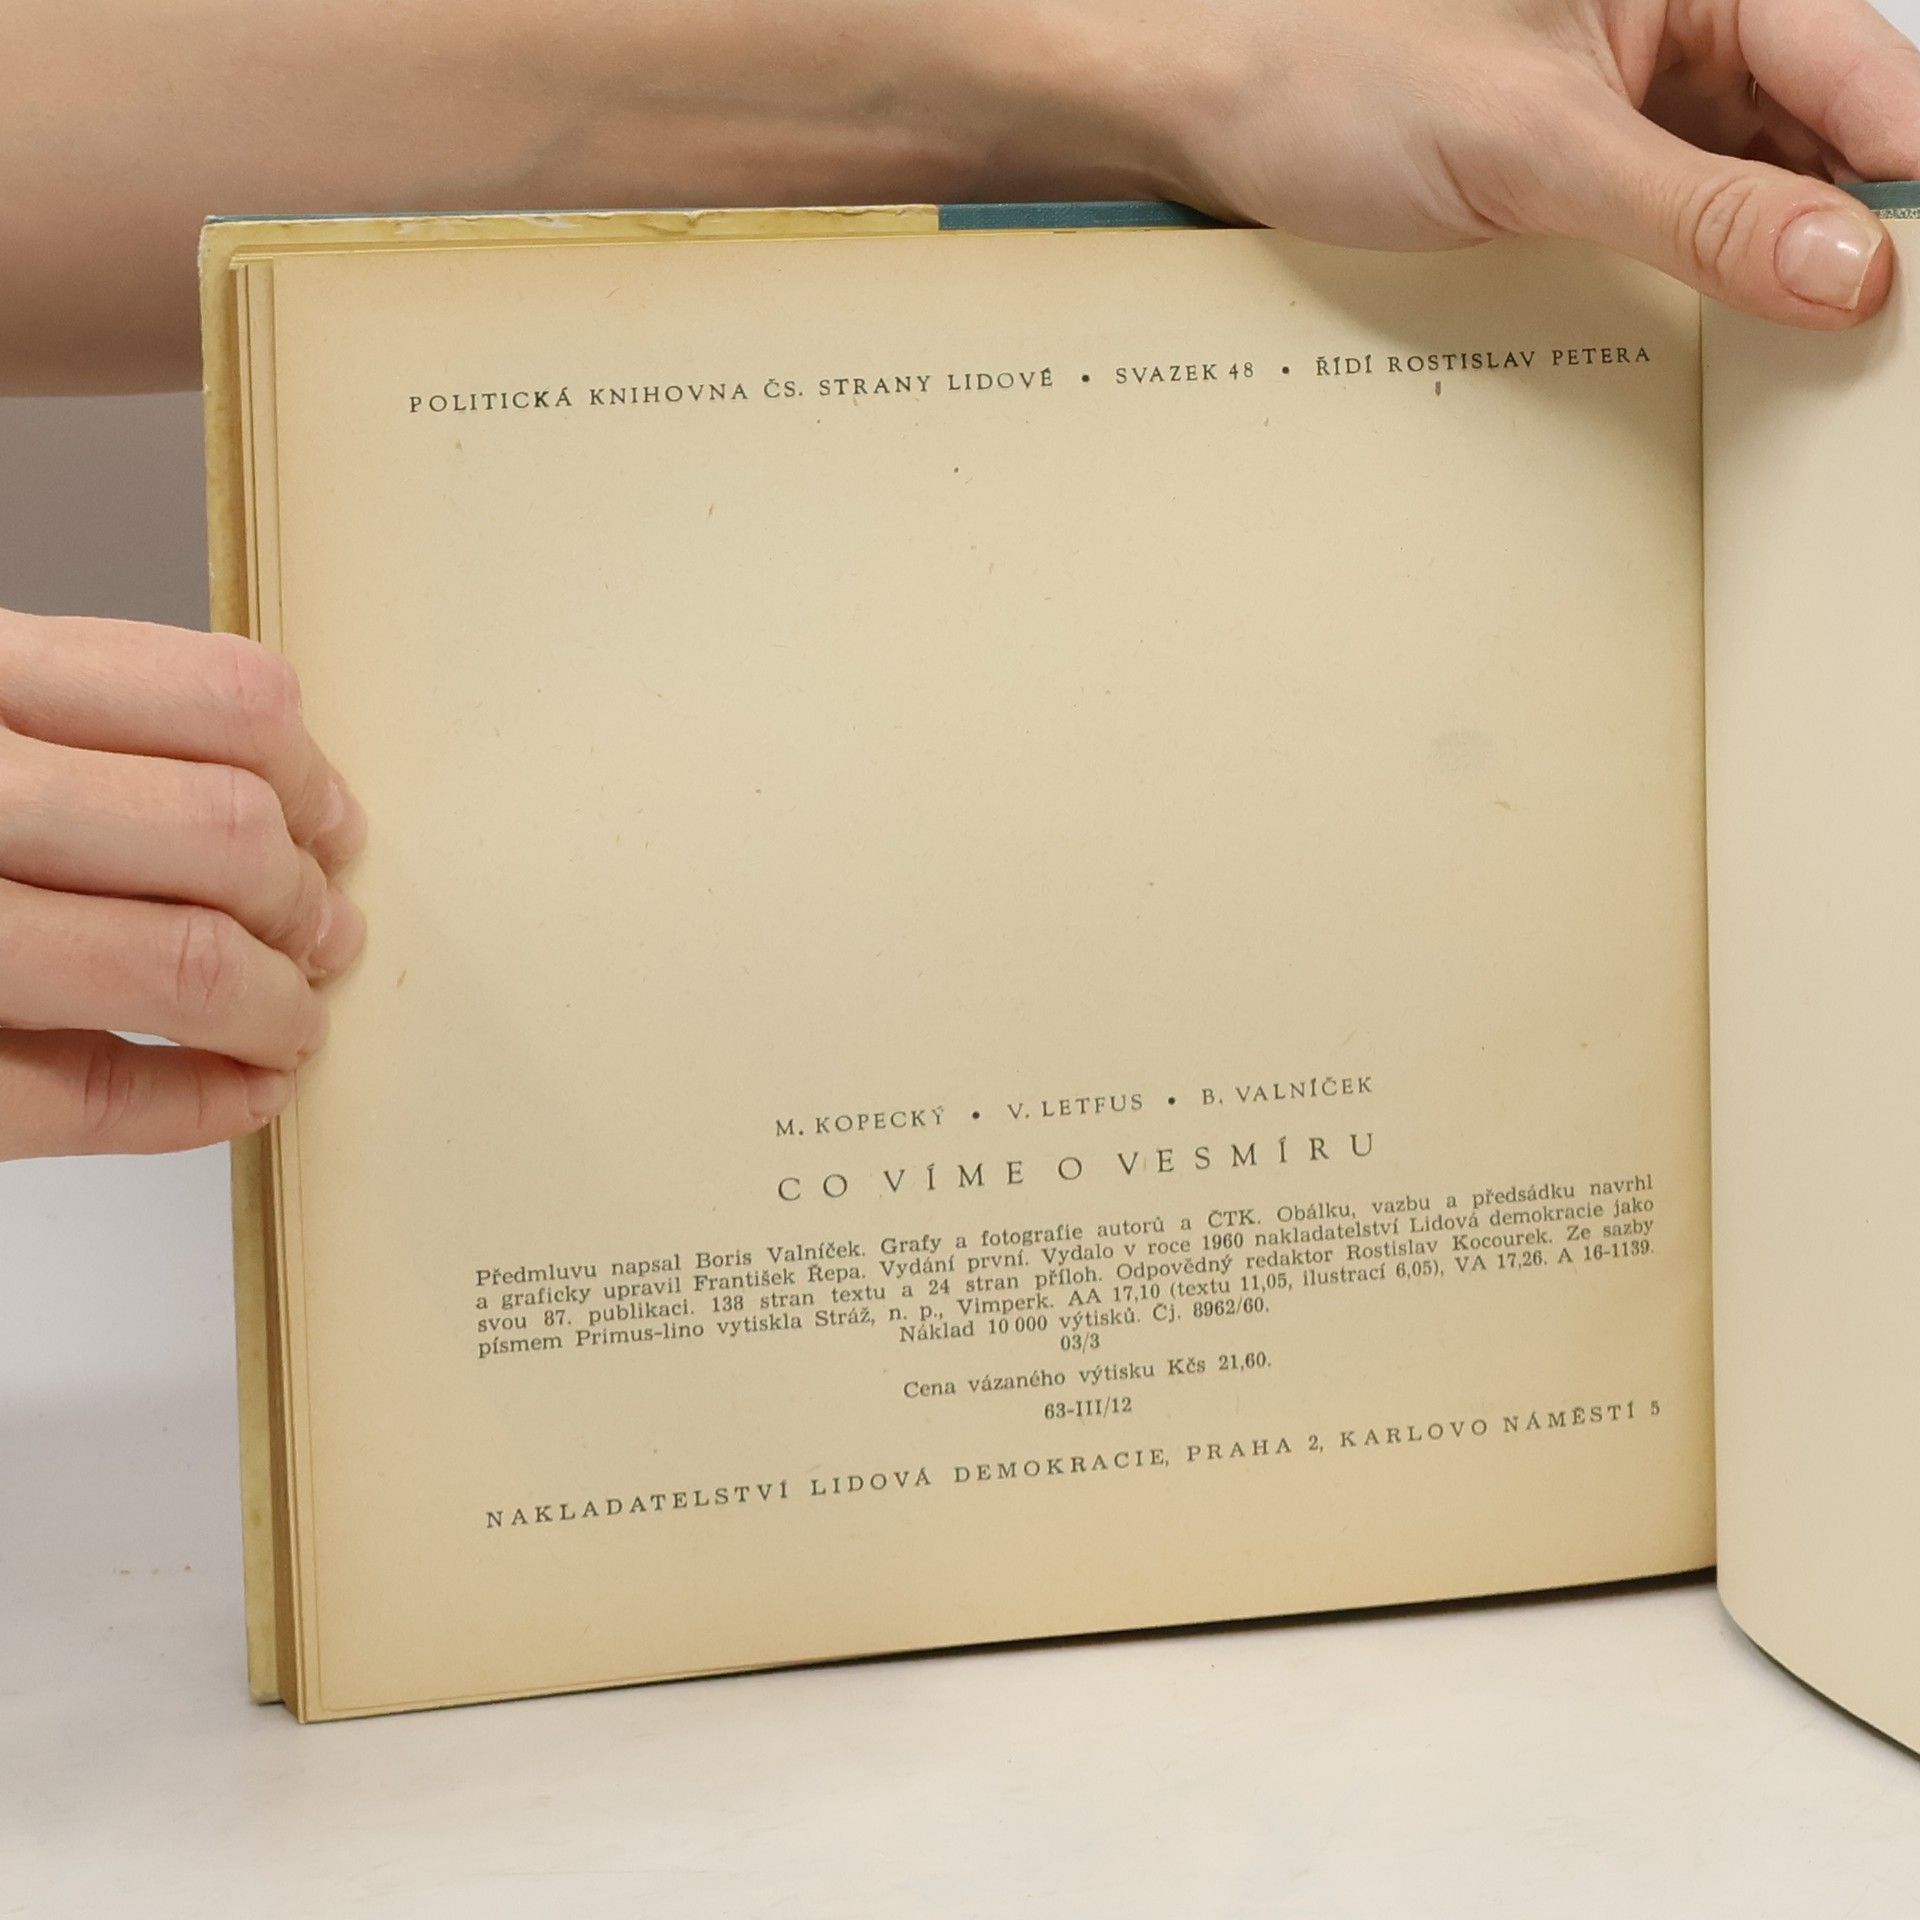 POLITICKÁ KNIHOVNA ČS. STRANY LIDOVÉ • SVAZEK 48 • ŘÍDÍ ROSTISLAV PETERA
M. KOPECKÝ • V. LETFUS • B. VALNÍČEK
CO VÍME O VESMÍRU
Předmluvu napsal Boris Valníček. Grafy a fotografie autorů a ČTK. Obálku, vazbu a předsádku navrhl
a graficky upravil František Řepa. Vydání první. Vydalo v roce 1960 nakladatelství Lidová demokracie jako
svou 87. publikaci. 138 stran textu a 24 stran příloh. Odpovědný redaktor Rostislav Kocourek. Ze sazby
písmem Primus-lino vytiskla Stráž, n. p., Vimperk. AA 17,10 (textu 11,05, ilustrací 6,05), VA 17,26. A 16-1139.
Náklad 10 000 výtisků. Čj. 8962/60.
03/3
Cena vázaného výtisku Kčs 21,60.
63-III/12
NAKLADATELSTVÍ LIDOVÁ DEMOKRACIE, PRAHA 2, KARLOVO NÁMĚSTÍ 5